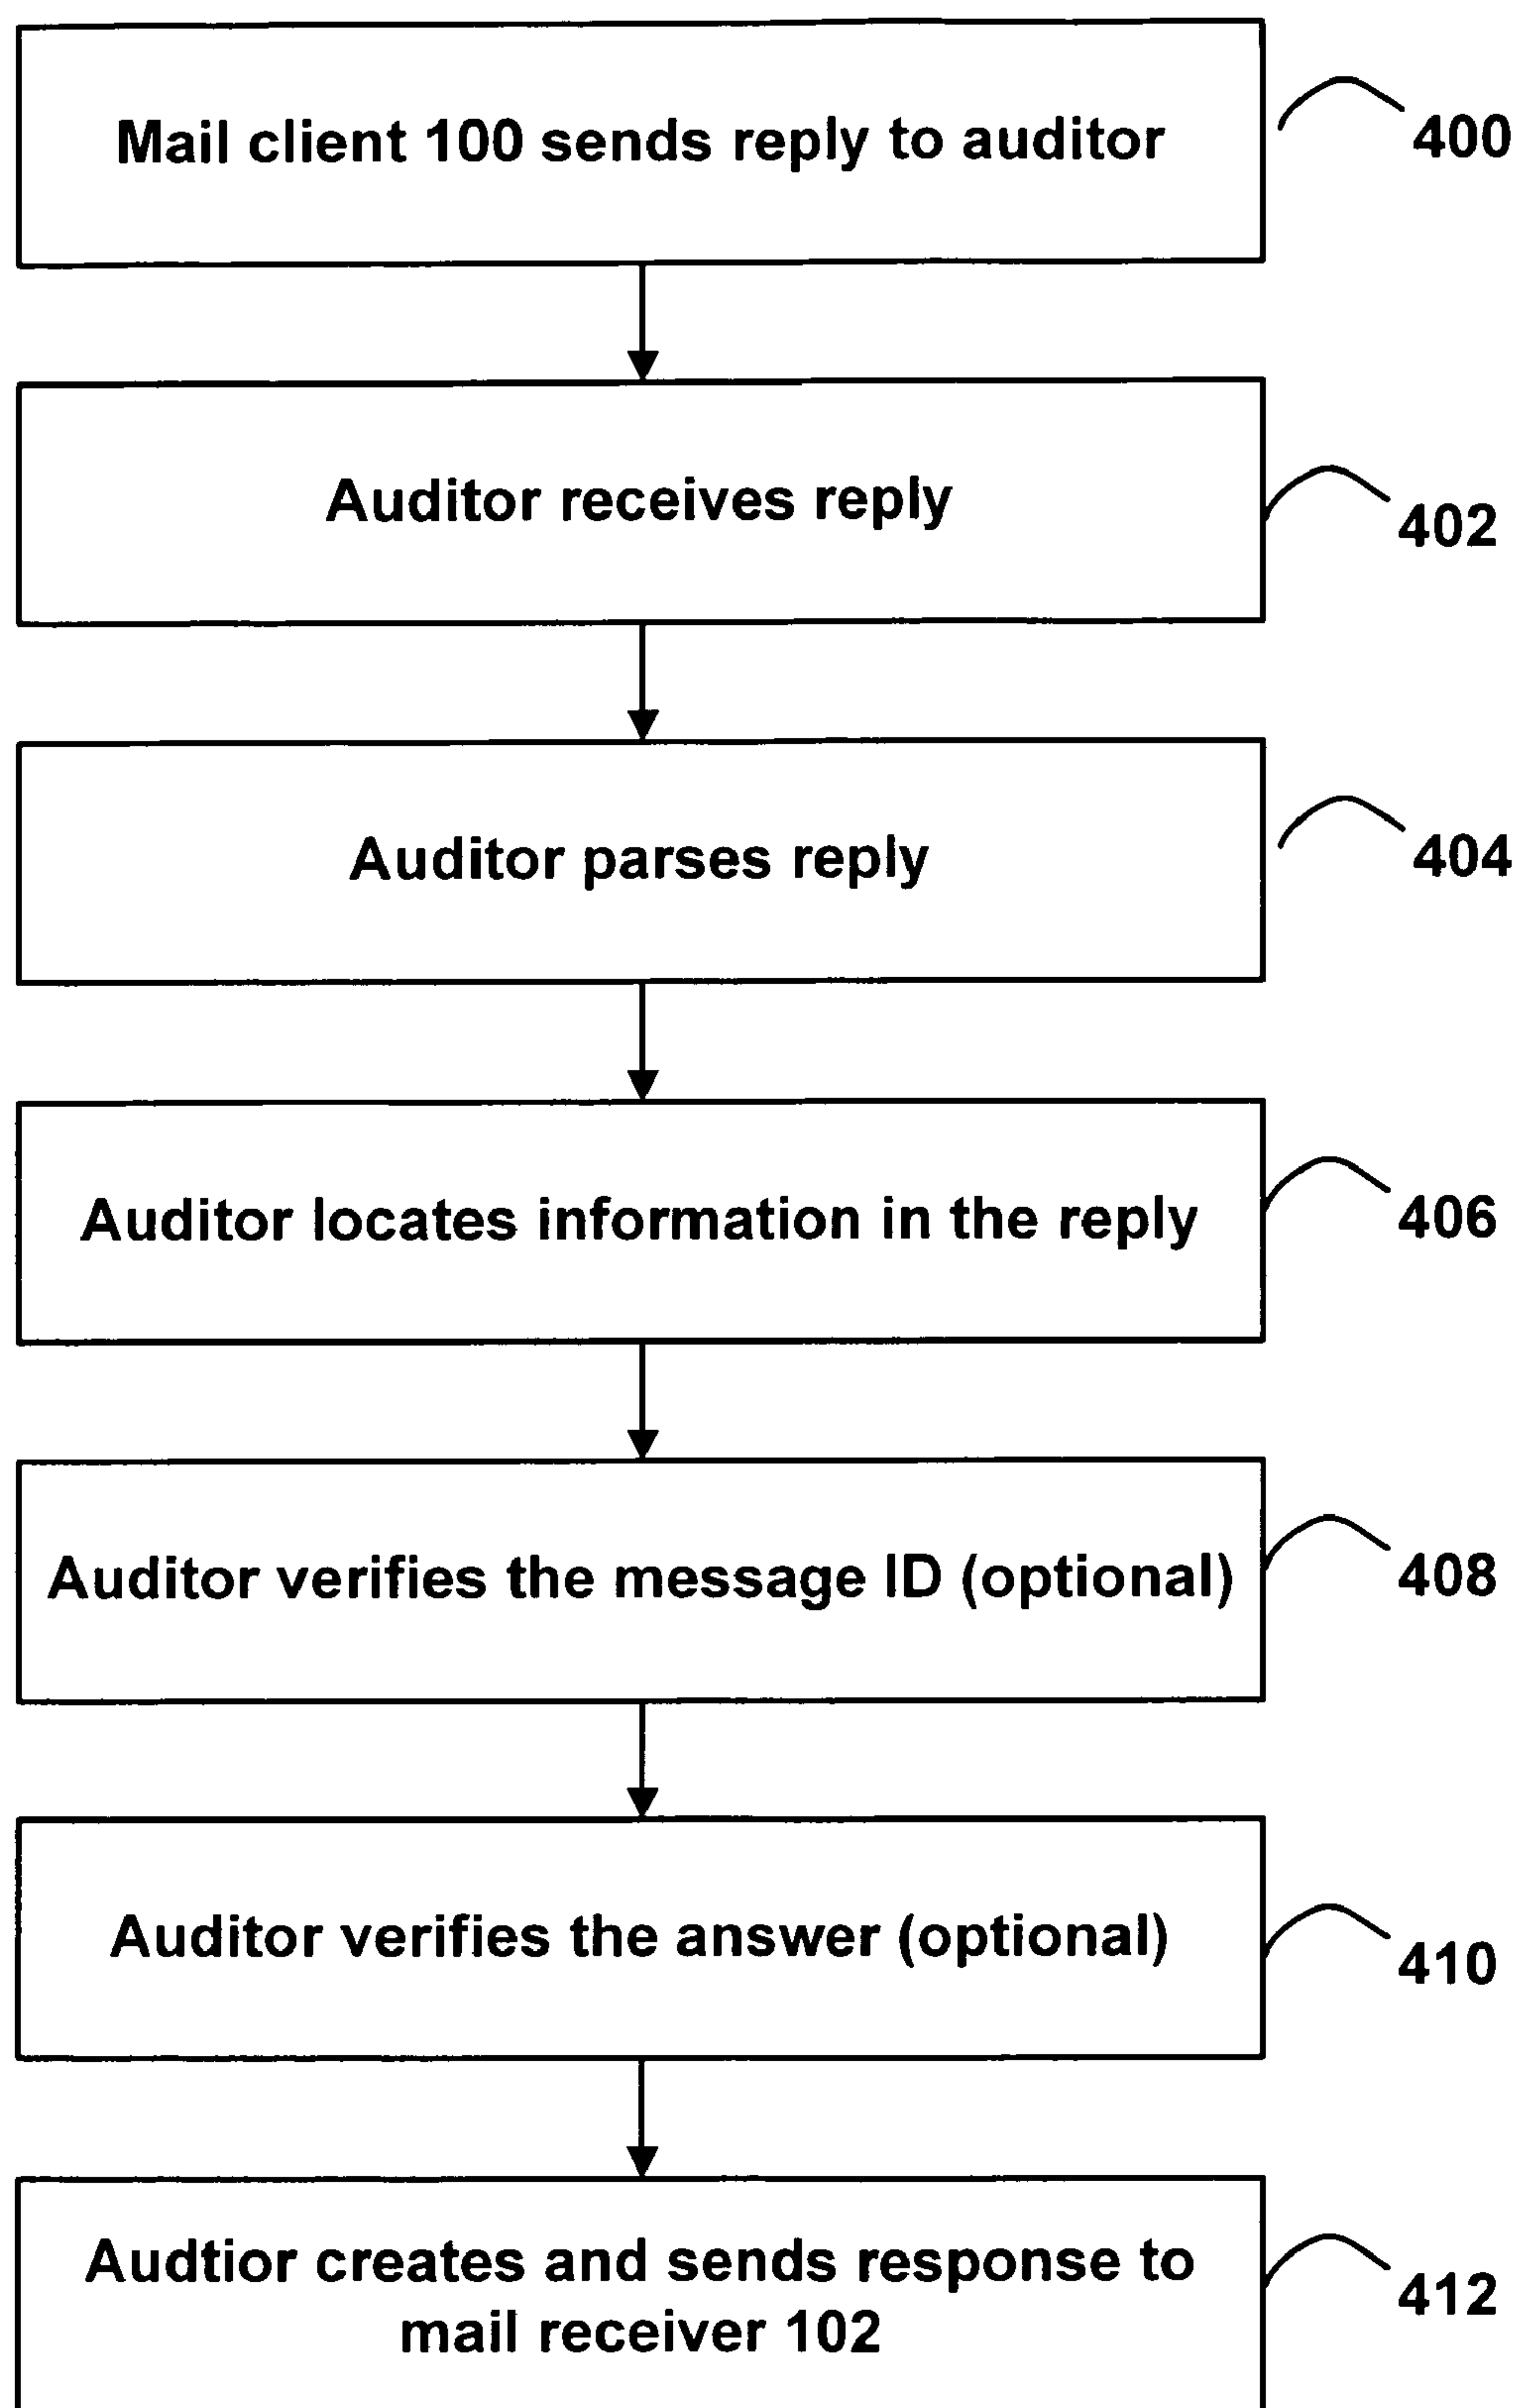 Mail client 100 sends reply to auditor
400
Auditor receives reply
402
Auditor parses reply
404
Auditor locates information in the reply
406
Auditor verifies the message ID (optional)
408
Auditor verifies the answer (optional)
410
Audtior creates and sends response to
mail receiver 102
412